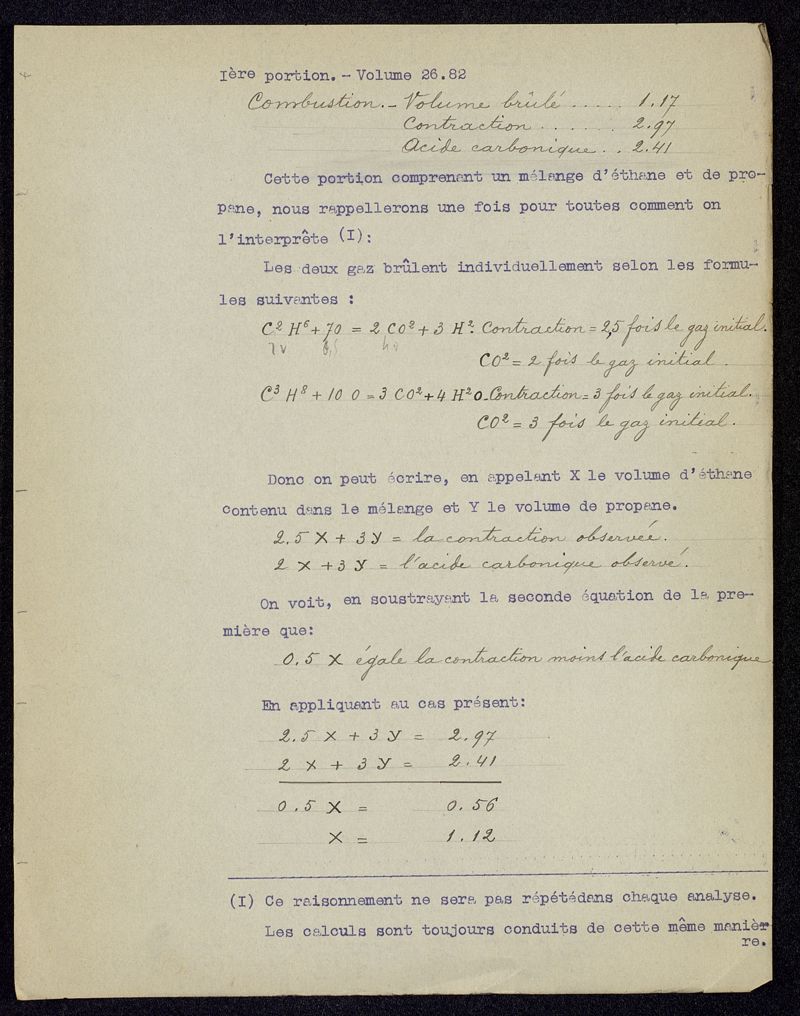 Ière portion. - Volume 26.82
Combustion. - Volume brûlé ..... 1.17
Contraction ....... 2.97
Acide carbonique .. 2.41
Cette portion comprenant un mélange d'éthane et de pro-
pane, nous rappellerons une fois pour toutes comment on
l'interprête (I):
Les deux gaz brûlent individuellement selon les formu-
les suivantes :
C² H⁶ + 7O = 2 CO² + 3 H². Contraction = 2,5 fois le gaz initial.
CO² = 2 fois le gaz initial.
C³ H⁸ + 10 O = 3 CO² + 4 H²O. Contraction = 3 fois le gaz initial.
CO² = 3 fois le gaz initial.
Donc on peut écrire, en appelant X le volume d'éthane
contenu dans le mélange et Y le volume de propane.
2.5 X + 3 Y = la contraction observée.
2 X + 3 Y = l'acide carbonique observé.
On voit, en soustrayant la seconde équation de la pre-
mière que:
0.5 X égale la contraction moins l'acide carbonique
En appliquant au cas présent:
2.5 X + 3 Y = 2.97
2 X + 3 Y = 2.41
0.5 X = 0.56
X = 1.12
(I) Ce raisonnement ne sera pas répétédans chaque analyse.
Les calculs sont toujours conduits de cette même manièr
re.